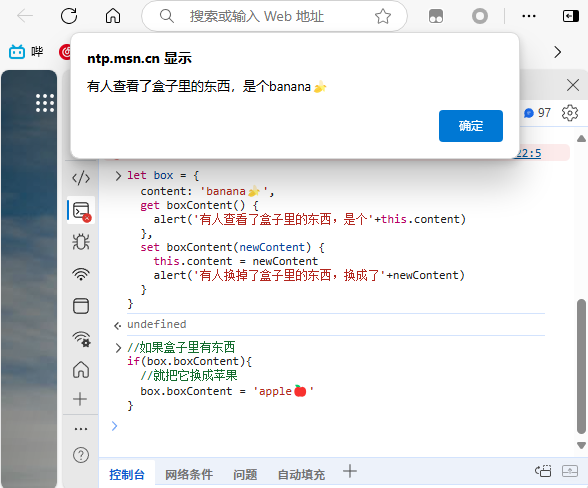 搜索或输入 Web 地址
哔
ntp.msn.cn 显示
有人查看了盒子里的东西，是个banana🍌
确定
97
22:5
let box = {
content: 'banana🍌',
get boxContent() {
alert('有人查看了盒子里的东西，是个'+this.content)
},
set boxContent(newContent) {
this.content = newContent
alert('有人换掉了盒子里的东西，换成了'+newContent)
}
}
undefined
//如果盒子里有东西
if(box.boxContent){
//就把它换成苹果
box.boxContent = 'apple🍎'
}
控制台 网络条件 问题 自动填充